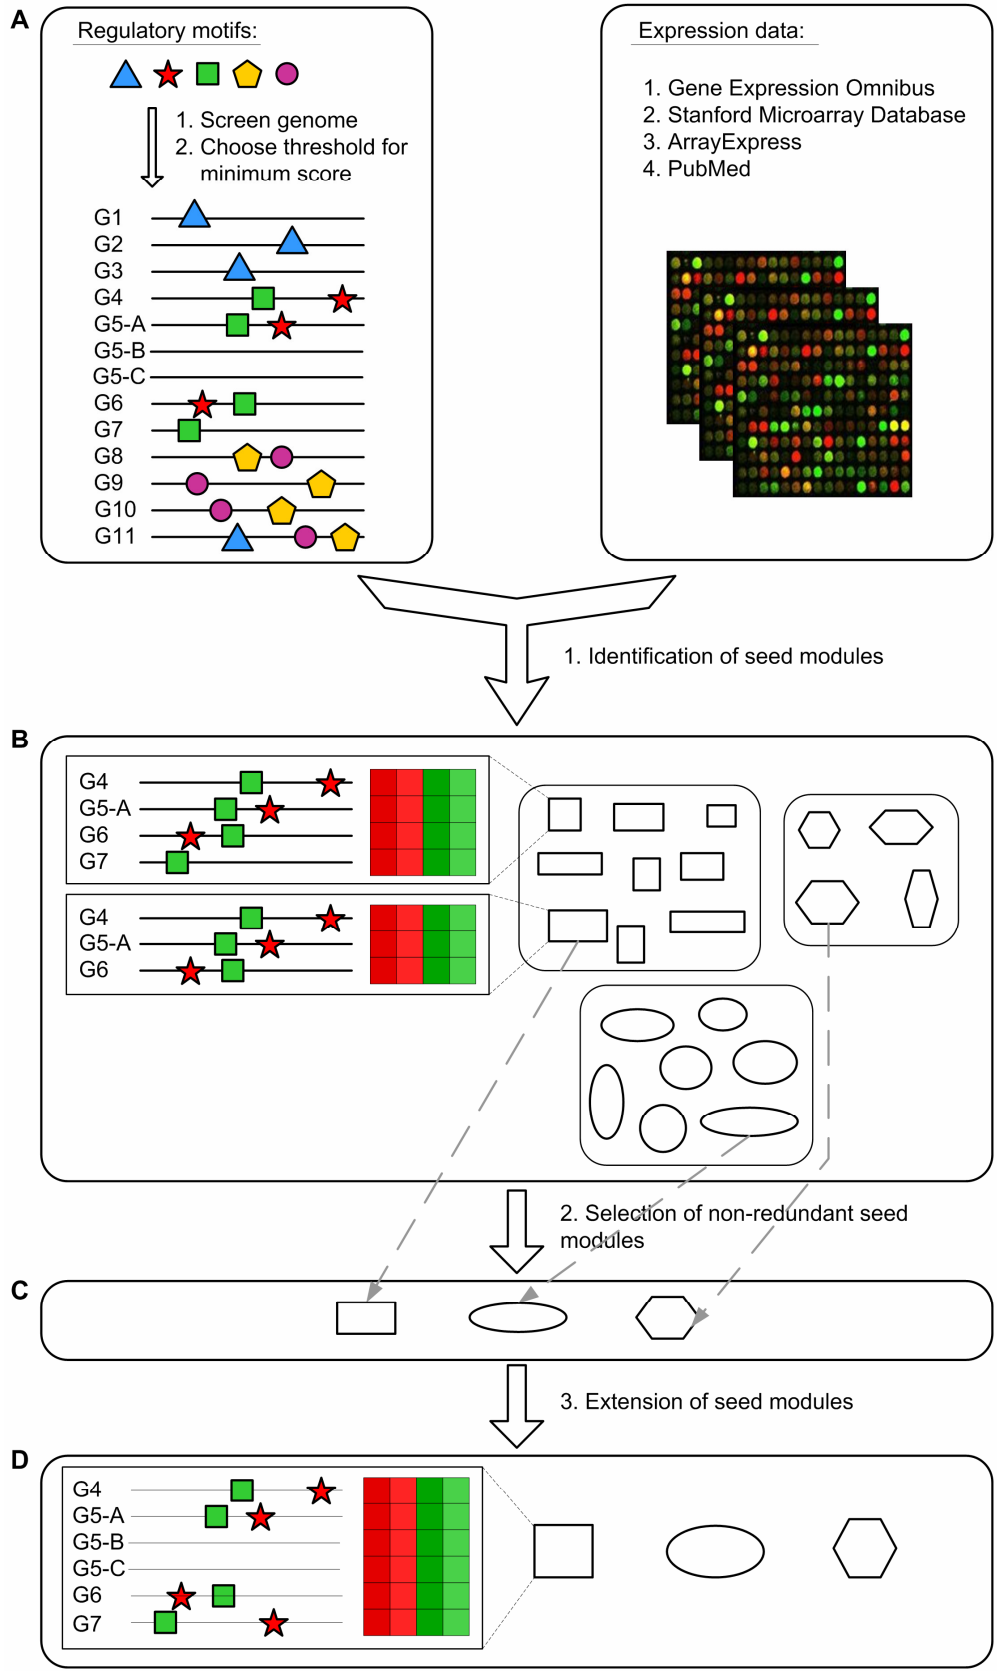 A
Regulatory motifs:
1. Screen genome
2. Choose threshold for
minimum score
G1
G2
G3
G4
G5-A
G5-B
G5-C
G6
G7
G8
G9
G10
G11
Expression data:
1. Gene Expression Omnibus
2. Stanford Microarray Database
3. ArrayExpress
4. PubMed
1. Identification of seed modules
B
G4
G5-A
G6
G7
G4
G5-A
G6
2. Selection of non-redundant seed
modules
C
3. Extension of seed modules
D
G4
G5-A
G5-B
G5-C
G6
G7